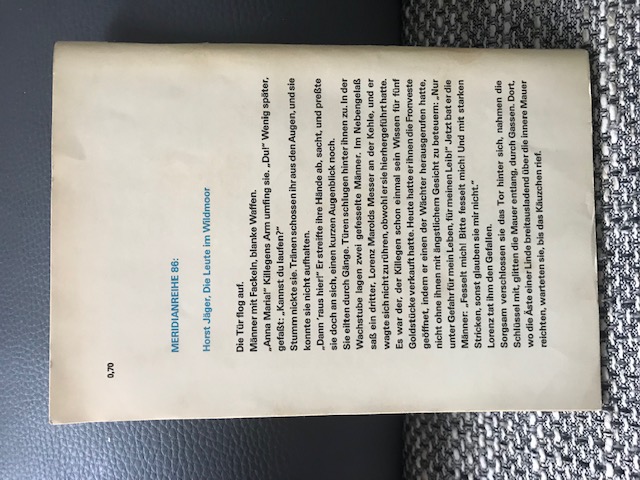 0,70
MERIDIANREIHE 86:
Horst Jäger, Die Leute im Wildmoor
Die Tür flog auf.
Männer mit Fackeln, blanke Waffen.
„Anna Maria!“ Killegens Arm umfing sie. „Du!“ Wenig später,
gefaßt: „Kannst du laufen?“
Stumm nickte sie. Tränen schossen ihr aus den Augen, und sie
konnte sie nicht aufhalten.
„Dann 'raus hier!“ Er streifte ihre Hände ab, sacht, und preßte
sie doch an sich, einen kurzen Augenblick noch.
Sie eilten durch Gänge. Türen schlugen hinter ihnen zu. In der
Wachstube lagen zwei gefesselte Männer. Im Nebengelaß
saß ein dritter, Lorenz Marolds Messer an der Kehle, und er
wagte sich nicht zu rühren, obwohl er sie hierhergeführt hatte.
Es war der, der Killegen schon einmal sein Wissen für fünf
Goldstücke verkauft hatte. Heute hatte er ihnen die Fronveste
geöffnet, indem er einen der Wächter herausgerufen hatte,
nicht ohne ihnen mit ängstlichem Gesicht zu beteuern: „Nur
unter Gefahr für mein Leben, für meinen Leib!“ Jetzt bat er die
Männer: „Fesselt mich! Bitte fesselt mich! Und mit starken
Stricken, sonst glauben sie mir nicht.“
Lorenz tat ihm den Gefallen.
Sorgsam verschlossen sie das Tor hinter sich, nahmen die
Schlüssel mit, glitten die Mauer entlang, durch Gassen. Dort,
wo die Äste einer Linde breitausladend über die innere Mauer
reichten, warteten sie, bis das Käuzchen rief.